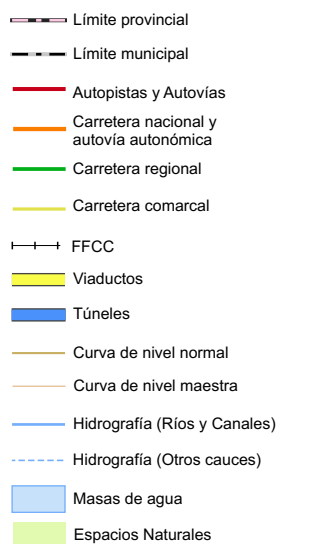 Límite provincial
Límite municipal
Autopistas y Autovías
Carretera nacional y
autovía autonómica
Carretera regional
Carretera comarcal
FFCC
Viaductos
Túneles
Curva de nivel normal
Curva de nivel maestra
Hidrografía (Ríos y Canales)
Hidrografía (Otros cauces)
Masas de agua
Espacios Naturales